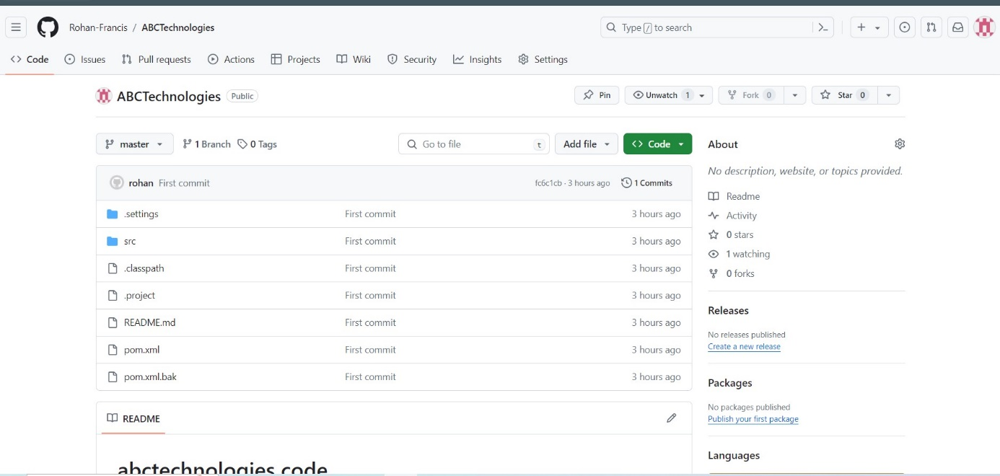 Rohan-Francis / ABCTechnologies
Type / to search
Code
Issues
Pull requests
Actions
Projects
Wiki
Security
Insights
Settings
ABCTechnologies Public
Pin
Unwatch 1
Fork 0
Star 0
master
1 Branch
0 Tags
Go to file t
Add file
Code
rohan First commit fc6c1cb · 3 hours ago 1 Commits
.settings First commit 3 hours ago
src First commit 3 hours ago
.classpath First commit 3 hours ago
.project First commit 3 hours ago
README.md First commit 3 hours ago
pom.xml First commit 3 hours ago
pom.xml.bak First commit 3 hours ago
README
abctechnologies code
About
No description, website, or topics provided.
Readme
Activity
0 stars
1 watching
0 forks
Releases
No releases published
Create a new release
Packages
No packages published
Publish your first package
Languages